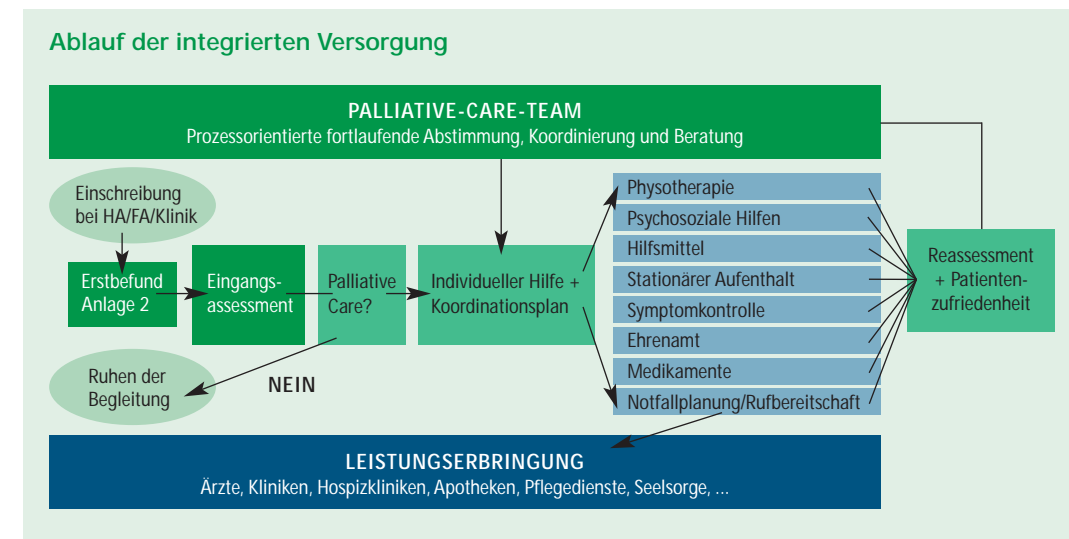 Ablauf der integrierten Versorgung
PALLIATIVE-CARE-TEAM
Prozessorientierte fortlaufende Abstimmung, Koordinierung und Beratung
Einschreibung
bei HA/FA/Klinik
Erstbefund
Anlage 2
Eingangs-
assessment
Palliative
Care?
Individueller Hilfe +
Koordinationsplan
Physotherapie
Psychosoziale Hilfen
Hilfsmittel
Stationärer Aufenthalt
Symptomkontrolle
Ehrenamt
Medikamente
Notfallplanung/Rufbereitschaft
Reassessment
+ Patienten-
zufriedenheit
Ruhen der
Begleitung
NEIN
LEISTUNGSERBRINGUNG
Ärzte, Kliniken, Hospizkliniken, Apotheken, Pflegedienste, Seelsorge, ...